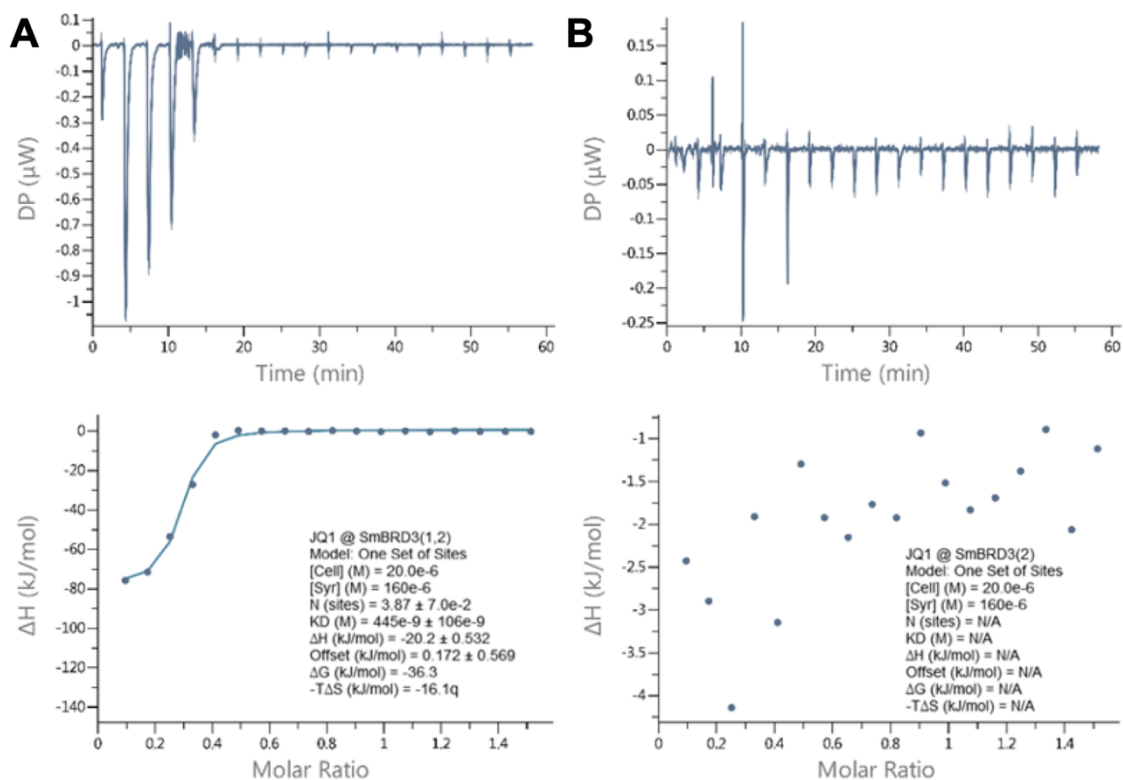 A
0.1
0
-0.1
-0.2
-0.3
-0.4
-0.5
-0.6
-0.7
-0.8
-0.9
-1
DP (µW)
0 10 20 30 40 50 60
Time (min)
B
0.15
0.1
0.05
0
-0.05
-0.1
-0.15
-0.2
-0.25
DP (µW)
0 10 20 30 40 50 60
Time (min)
0
-20
-40
-60
-80
-100
-120
-140
ΔH (kJ/mol)
JQ1 @ SmBRD3(1,2)
Model: One Set of Sites
[Cell] (M) = 20.0e-6
[Syr] (M) = 160e-6
N (sites) = 3.87 ± 7.0e-2
KD (M) = 445e-9 ± 106e-9
ΔH (kJ/mol) = -20.2 ± 0.532
Offset (kJ/mol) = 0.172 ± 0.569
ΔG (kJ/mol) = -36.3
-TΔS (kJ/mol) = -16.1q
0 0.2 0.4 0.6 0.8 1 1.2 1.4
Molar Ratio
-1
-1.5
-2
-2.5
-3
-3.5
-4
ΔH (kJ/mol)
JQ1 @ SmBRD3(2)
Model: One Set of Sites
[Cell] (M) = 20.0e-6
[Syr] (M) = 160e-6
N (sites) = N/A
KD (M) = N/A
ΔH (kJ/mol) = N/A
Offset (kJ/mol) = N/A
ΔG (kJ/mol) = N/A
-TΔS (kJ/mol) = N/A
0 0.2 0.4 0.6 0.8 1 1.2 1.4
Molar Ratio